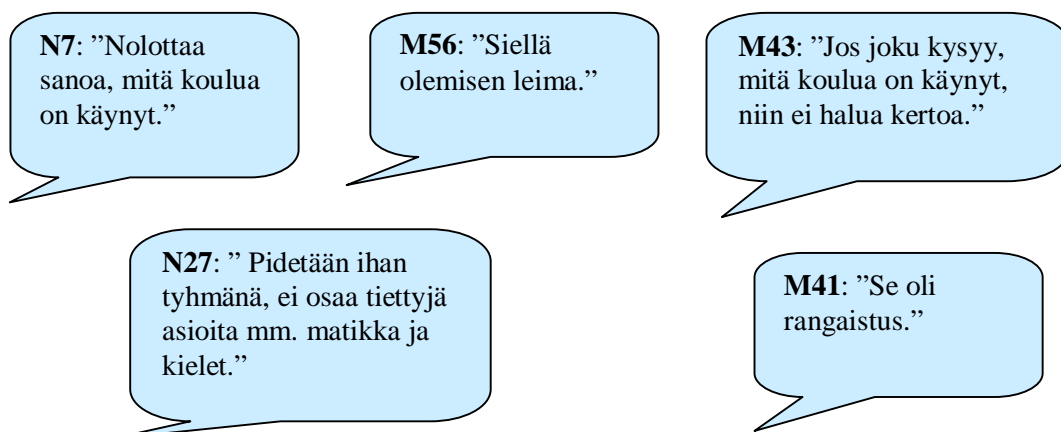 N7: ”Nolottaa
sanoa, mitä koulua
on käynyt.”
M56: ”Siellä
olemisen leima.”
M43: ”Jos joku kysyy,
mitä koulua on käynyt,
niin ei halua kertoa.”
N27: ” Pidetään ihan
tyhmänä, ei osaa tiettyjä
asioita mm. matikka ja
kielet.”
M41: ”Se oli
rangaistus.”